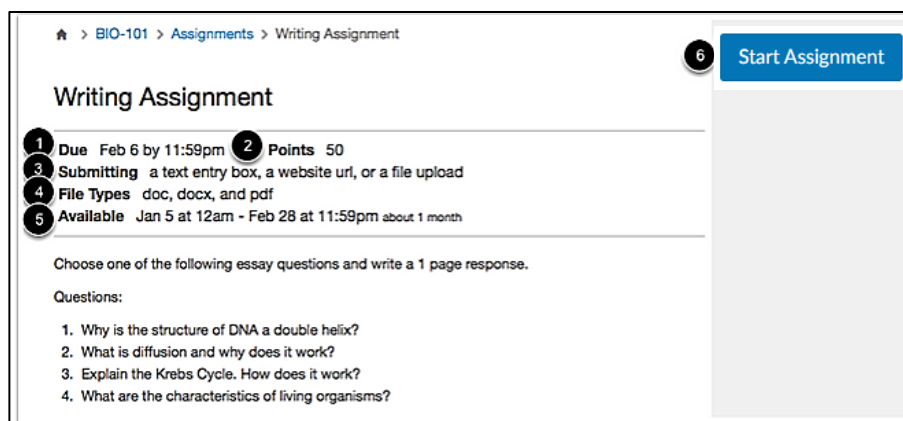 > BIO-101 > Assignments > Writing Assignment
6 Start Assignment
Writing Assignment
1 Due Feb 6 by 11:59pm 2 Points 50
3 Submitting a text entry box, a website url, or a file upload
4 File Types doc, docx, and pdf
5 Available Jan 5 at 12am - Feb 28 at 11:59pm about 1 month
Choose one of the following essay questions and write a 1 page response.
Questions:
1. Why is the structure of DNA a double helix?
2. What is diffusion and why does it work?
3. Explain the Krebs Cycle. How does it work?
4. What are the characteristics of living organisms?